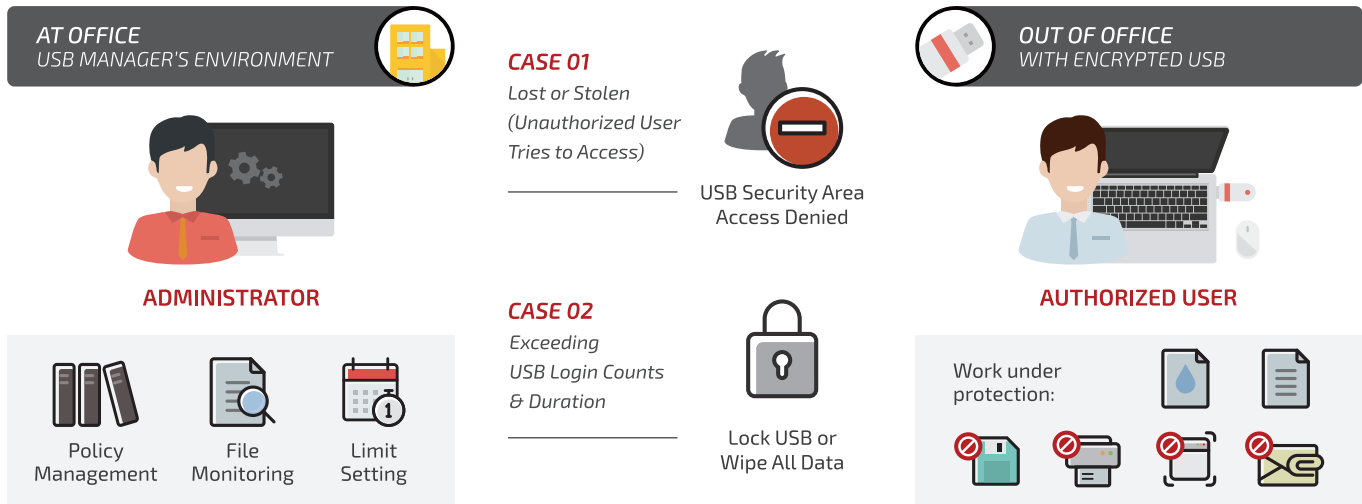 AT OFFICE
USB MANAGER'S ENVIRONMENT
ADMINISTRATOR
Policy
Management
File
Monitoring
1
Limit
Setting
CASE 01
Lost or Stolen
(Unauthorized User
Tries to Access)
USB Security Area
Access Denied
CASE 02
Exceeding
USB Login Counts
& Duration
Lock USB or
Wipe All Data
OUT OF OFFICE
WITH ENCRYPTED USB
AUTHORIZED USER
Work under
protection: